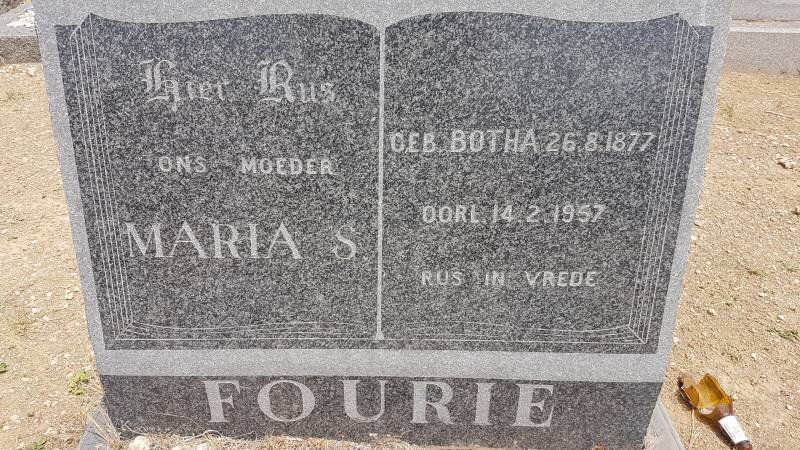 Hier Rus
ONS MOEDER
MARIA S.
GEB. BOTHA 26.8.1877
OORL. 14.2.1957
RUS IN VREDE
FOURIE